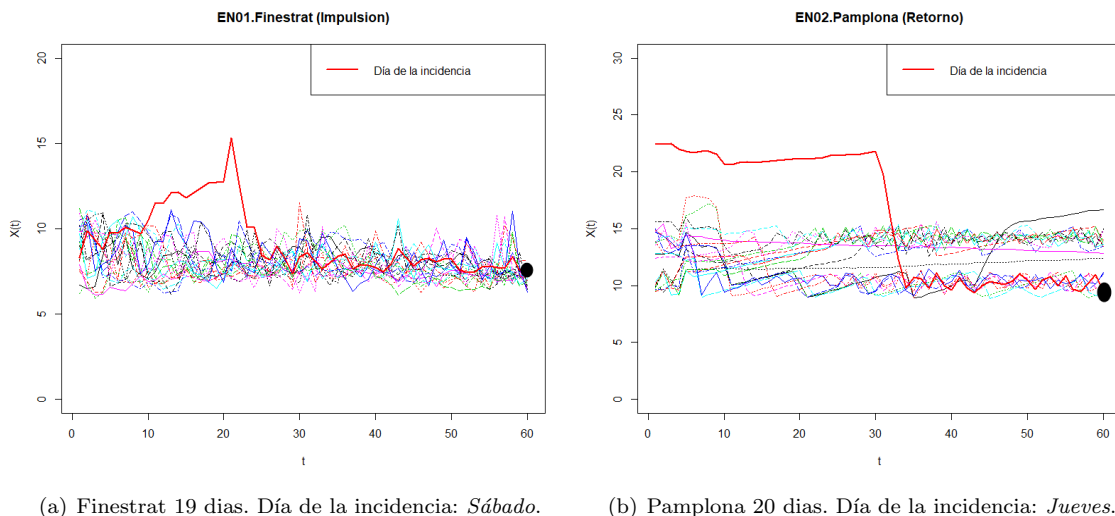 EN01.Finestrat (Impulsion)
Día de la incidencia
X(t)
20
15
10
5
0
0 10 20 30 40 50 60
t
(a) Finestrat 19 dias. Día de la incidencia: Sábado.
EN02.Pamplona (Retorno)
Día de la incidencia
X(t)
30
25
20
15
10
5
0
0 10 20 30 40 50 60
t
(b) Pamplona 20 dias. Día de la incidencia: Jueves.